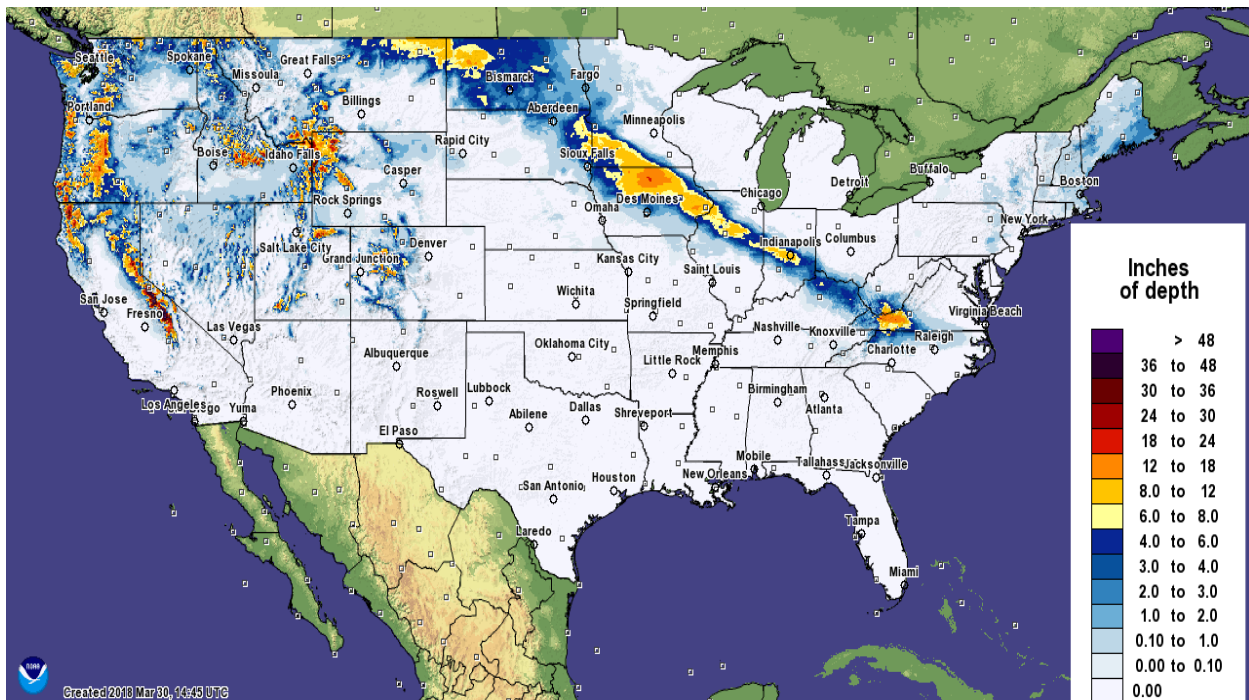 Seattle
Spokane
Great Falls
Missoula
Bismarck
Fargo
Portland
Billings
Aberdeen
Minneapolis
Boise
Idaho Falls
Rapid City
Sioux Falls
Casper
Buffalo
Rock Springs
Omaha
Des Moines
Chicago
Detroit
Boston
Salt Lake City
Denver
Grand Junction
Indianapolis
Columbus
New York
Kansas City
Saint Louis
San Jose
Fresno
Wichita
Springfield
Virginia Beach
Las Vegas
Nashville
Knoxville
Raleigh
Albuquerque
Oklahoma City
Little Rock
Memphis
Charlotte
Los Angeles
go
Yuma
Phoenix
Roswell
Lubbock
Abilene
Dallas
Shreveport
Birmingham
Atlanta
El Paso
Mobile
Tallahass
Jacksonville
San Antonio
Houston
New Orleans
Laredo
Tampa
Miami
Inches
of depth
> 48
36 to 48
30 to 36
24 to 30
18 to 24
12 to 18
8.0 to 12
6.0 to 8.0
4.0 to 6.0
3.0 to 4.0
2.0 to 3.0
1.0 to 2.0
0.10 to 1.0
0.00 to 0.10
0.00
NOAA
Created 2018 Mar 30, 14:45 UTC